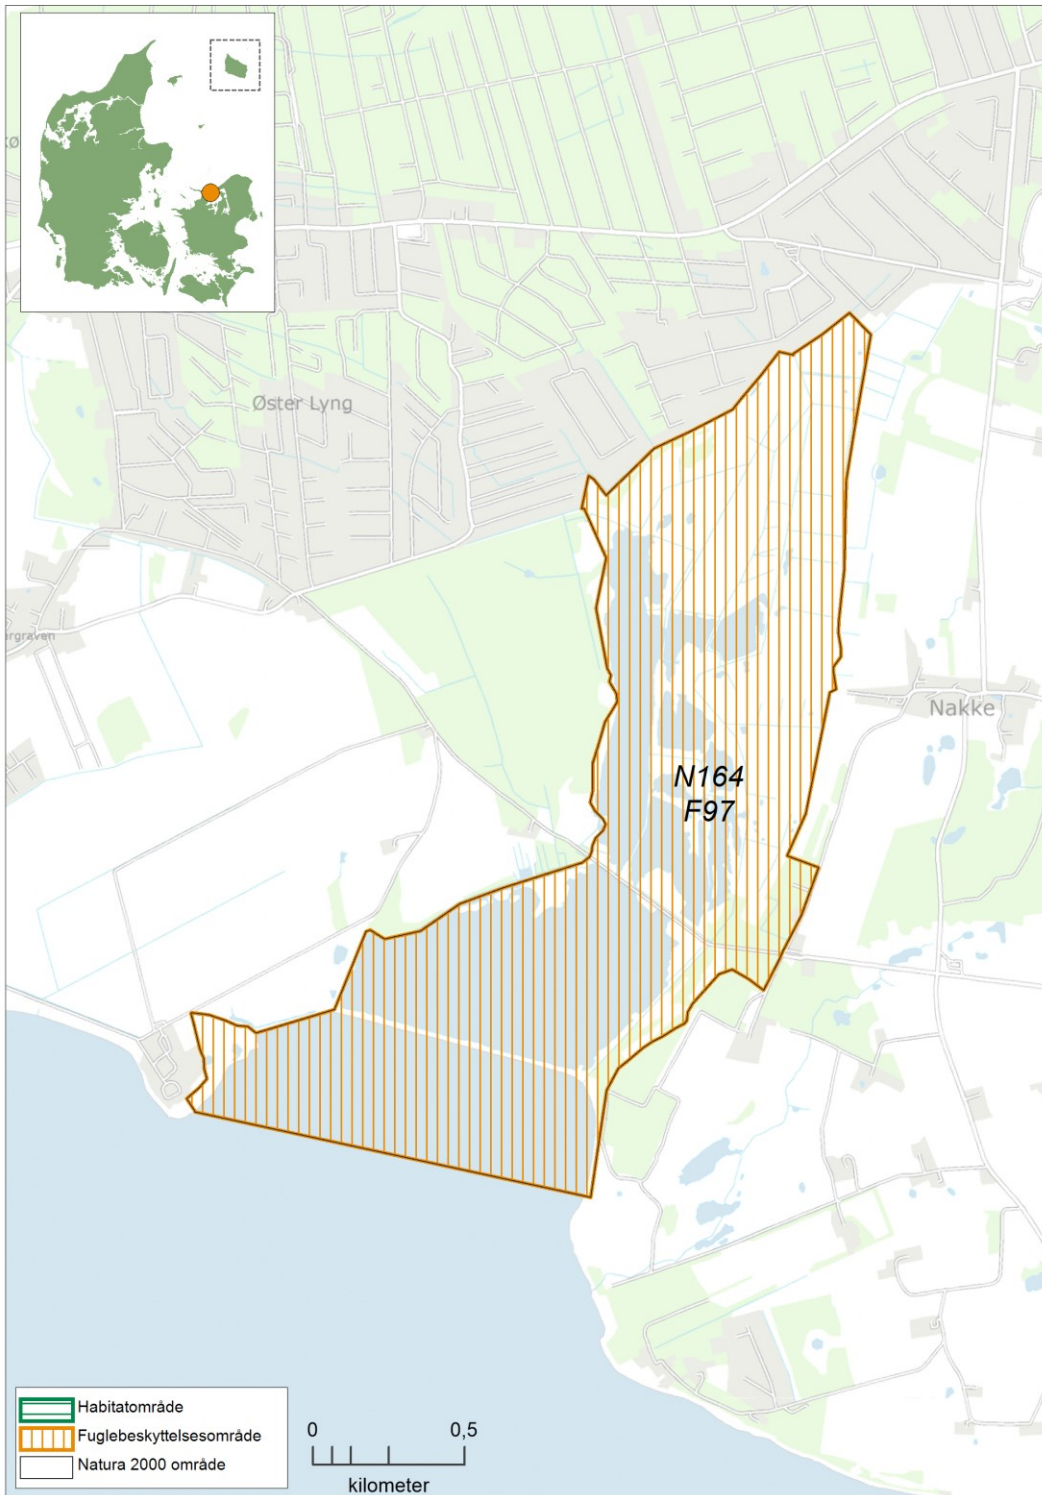 Øster Lyng
Nakke
N164
F97
Habitatområde
Fuglebeskyttelsesområde
Natura 2000 område
0
0,5
kilometer